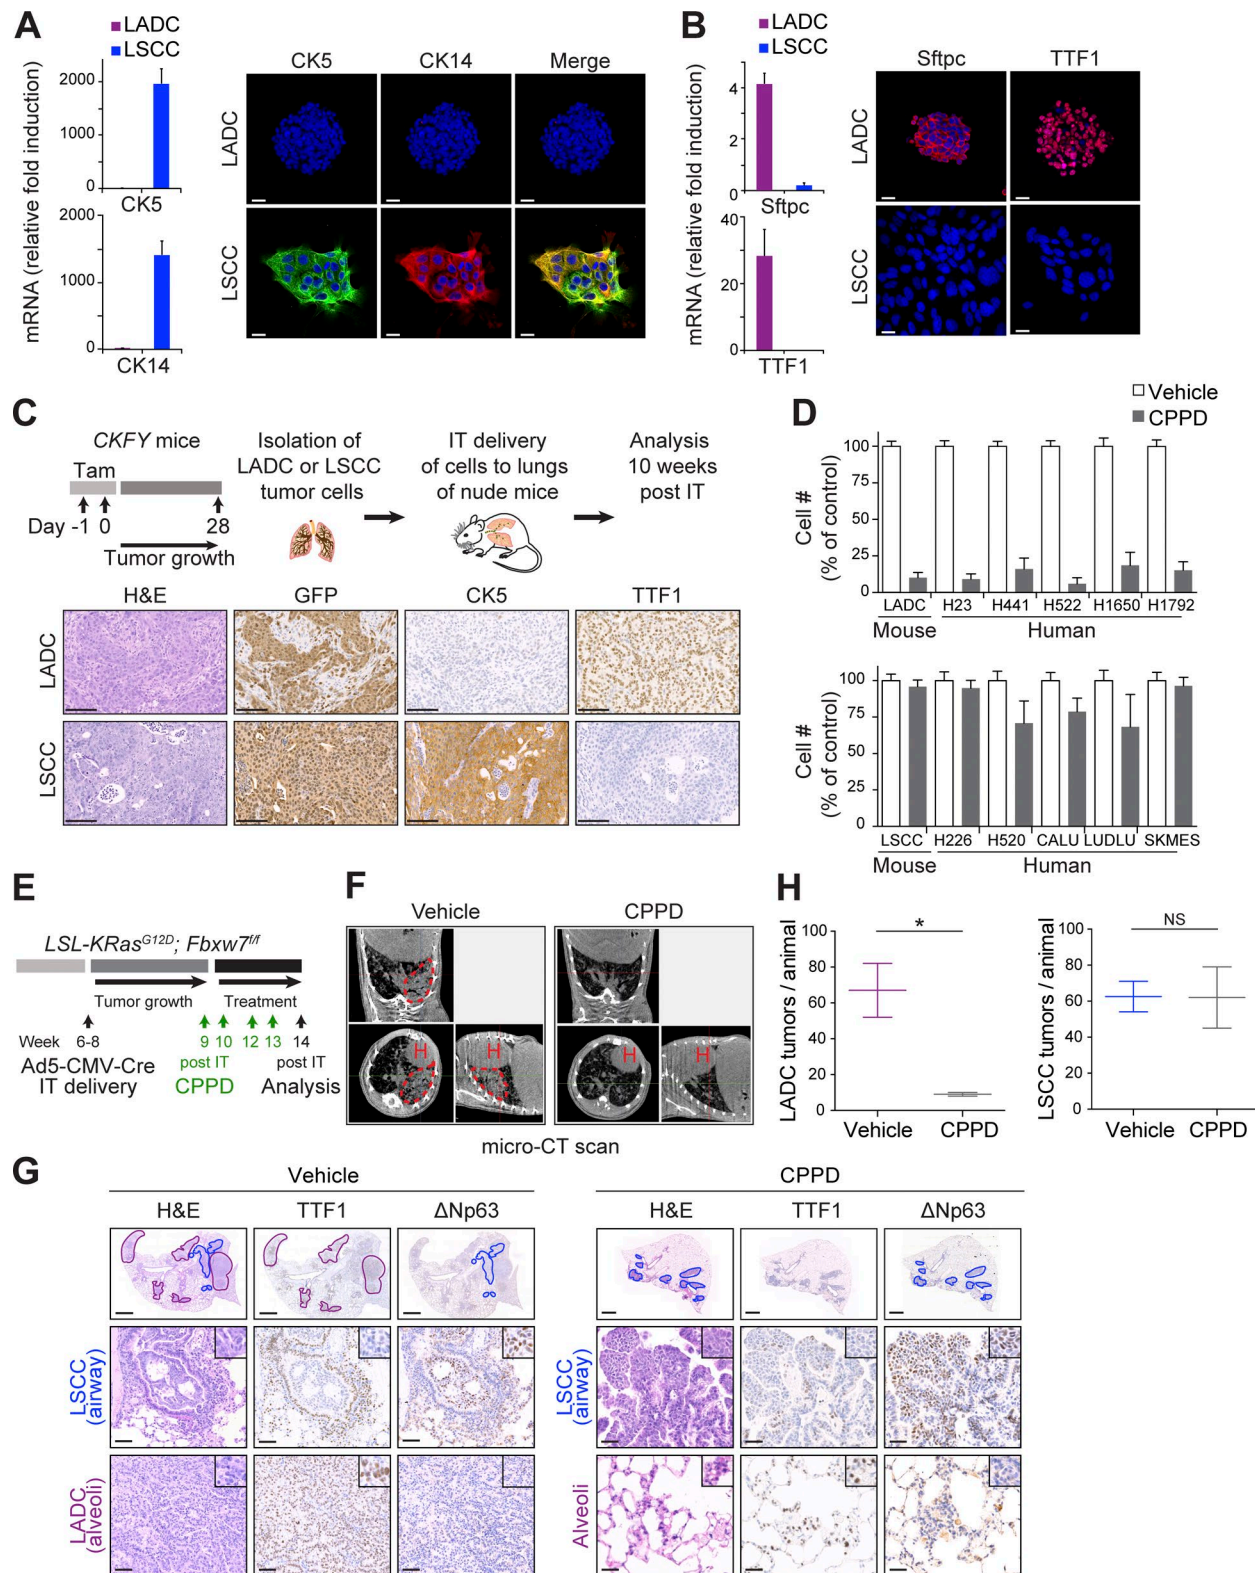 A
LADC
LSCC
mRNA (relative fold induction)
2000
1000
0
CK5
2000
1000
0
CK14
CK5 CK14 Merge
LADC
LSCC
B
LADC
LSCC
mRNA (relative fold induction)
4
2
0
Sftpc
40
20
0
TTF1
Sftpc TTF1
LADC
LSCC
C
CKFY mice
Tam
Day -1 0 28
Tumor growth
Isolation of
LADC or LSCC
tumor cells
IT delivery
of cells to lungs
of nude mice
Analysis
10 weeks
post IT
H&E GFP CK5 TTF1
LADC
LSCC
D
Vehicle
CPPD
Cell #
(% of control)
100
75
50
25
0
LADC H23 H441 H522 H1650 H1792
Mouse Human
Cell #
(% of control)
100
75
50
25
0
LSCC H226 H520 CALU LUDLU SKMES
Mouse Human
E
LSL-KRasG12D; Fbxw7f/f
Tumor growth Treatment
Week 6-8 9 10 12 13 14
Ad5-CMV-Cre
IT delivery
post IT
CPPD
post IT
Analysis
F
Vehicle CPPD
H
H
H
H
micro-CT scan
H
LADC tumors / animal
100
80
60
40
20
0
*
Vehicle CPPD
LSCC tumors / animal
100
80
60
40
20
0
NS
Vehicle CPPD
G
Vehicle
H&E TTF1 ΔNp63
LSCC
(airway)
LADC
(alveoli)
CPPD
H&E TTF1 ΔNp63
LSCC
(airway)
Alveoli